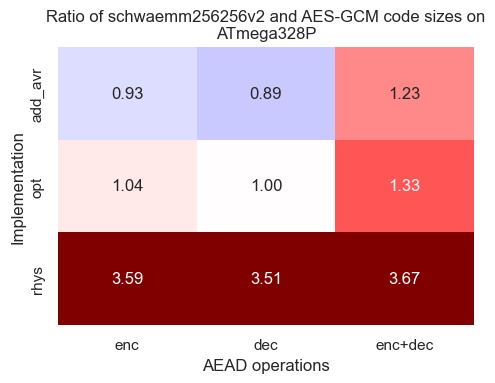 Ratio of schwaemm256256v2 and AES-GCM code sizes on
ATmega328P
Implementation
add_avr
0.93
0.89
1.23
opt
1.04
1.00
1.33
rhys
3.59
3.51
3.67
enc
dec
enc+dec
AEAD operations